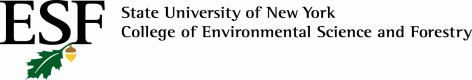 ESF
State University of New York
College of Environmental Science and Forestry